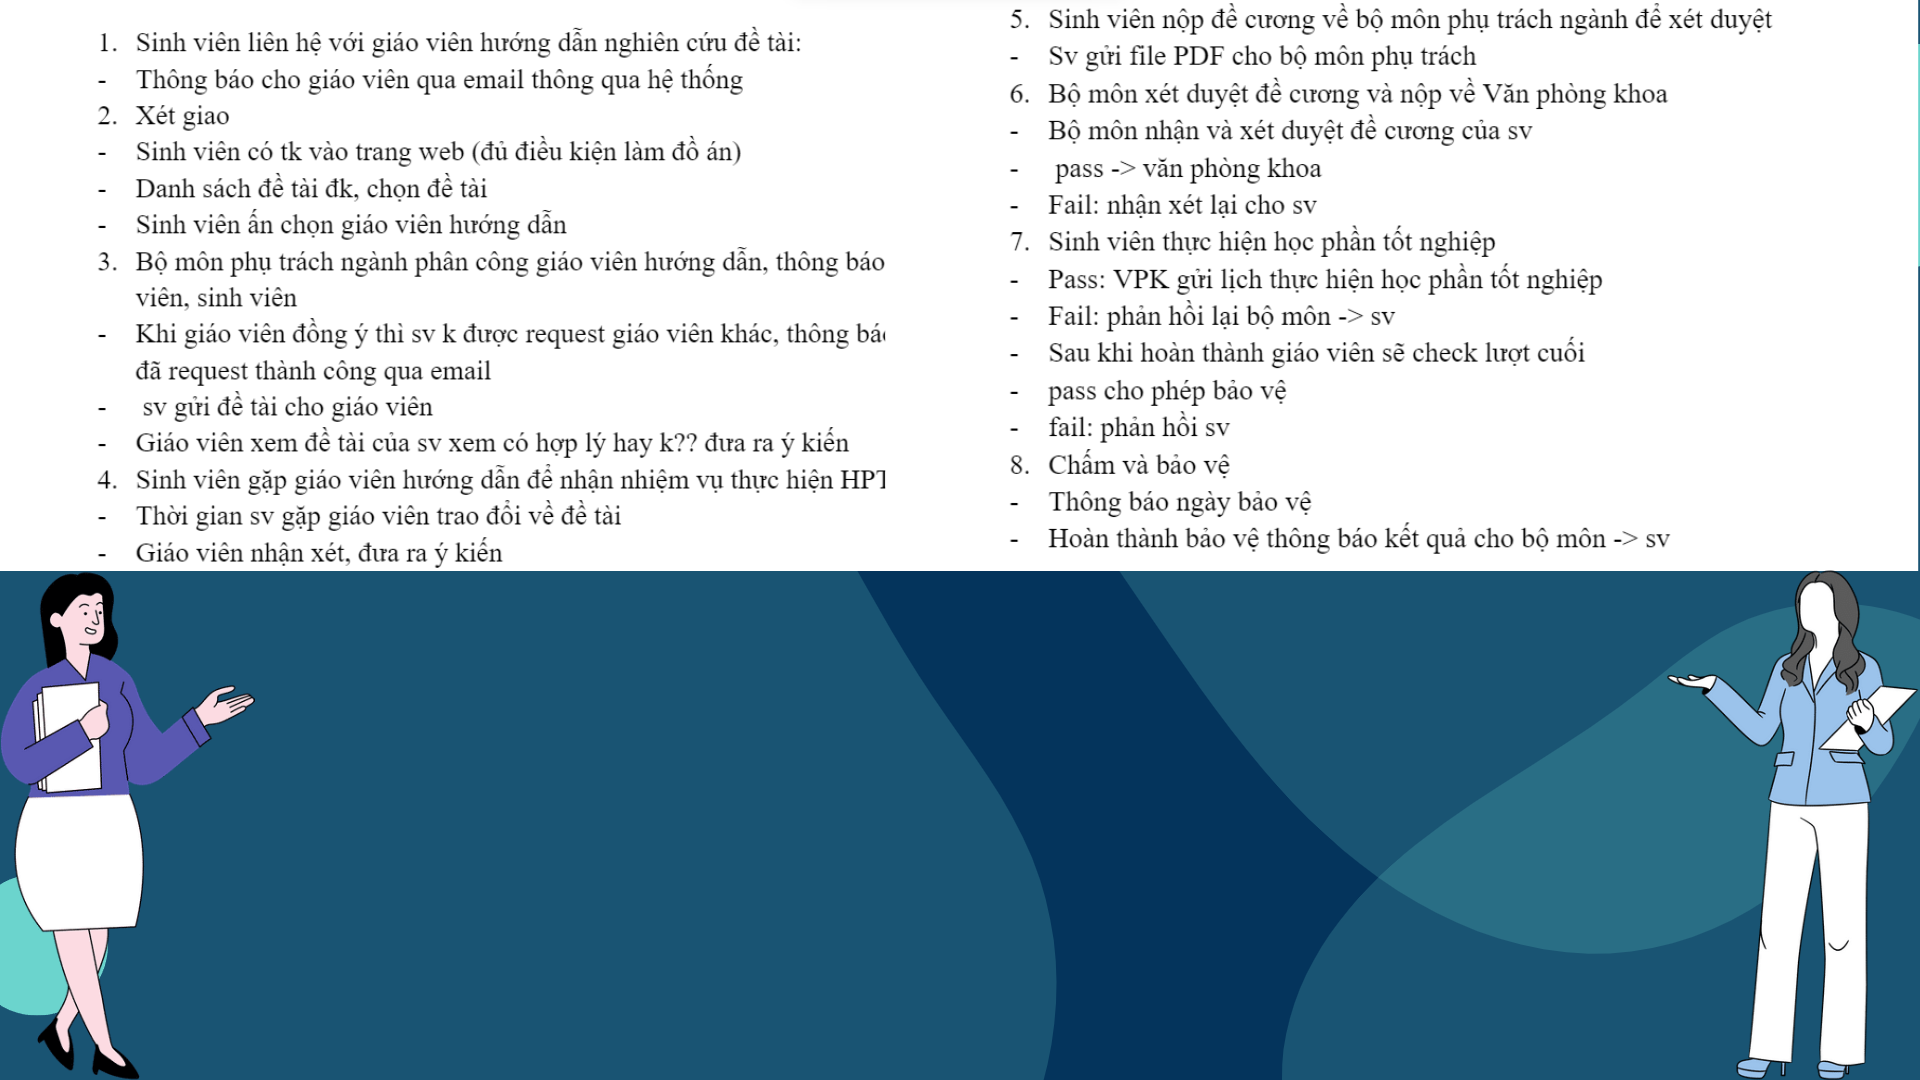 1. Sinh viên liên hệ với giáo viên hướng dẫn nghiên cứu đề tài:
- Thông báo cho giáo viên qua email thông qua hệ thống
2. Xét giao
- Sinh viên có tk vào trang web (đủ điều kiện làm đồ án)
- Danh sách đề tài đk, chọn đề tài
- Sinh viên ấn chọn giáo viên hướng dẫn
3. Bộ môn phụ trách ngành phân công giáo viên hướng dẫn, thông báo
viên, sinh viên
- Khi giáo viên đồng ý thì sv k được request giáo viên khác, thông
đã request thành công qua email
- sv gửi đề tài cho giáo viên
- Giáo viên xem đề tài của sv xem có hợp lý hay k?? đưa ra ý kiến
4. Sinh viên gặp giáo viên hướng dẫn để nhận nhiệm vụ thực hiện
- Thời gian sv gặp giáo viên trao đổi về đề tài
- Giáo viên nhận xét, đưa ra ý kiến
5. Sinh viên nộp đề cương về bộ môn phụ trách ngành để xét duyệt
- Sv gửi file PDF cho bộ môn phụ trách
6. Bộ môn xét duyệt đề cương và nộp về Văn phòng khoa
- Bộ môn nhận và xét duyệt đề cương của sv
- pass -> văn phòng khoa
- Fail: nhận xét lại cho sv
7. Sinh viên thực hiện học phần tốt nghiệp
- Pass: VPK gửi lịch thực hiện học phần tốt nghiệp
- Fail: phản hồi lại bộ môn -> sv
- Sau khi hoàn thành giáo viên sẽ check lượt cuối
- pass cho phép bảo vệ
- fail: phản hồi sv
8. Chấm và bảo vệ
- Thông báo ngày bảo vệ
- Hoàn thành bảo vệ thông báo kết quả cho bộ môn -> sv